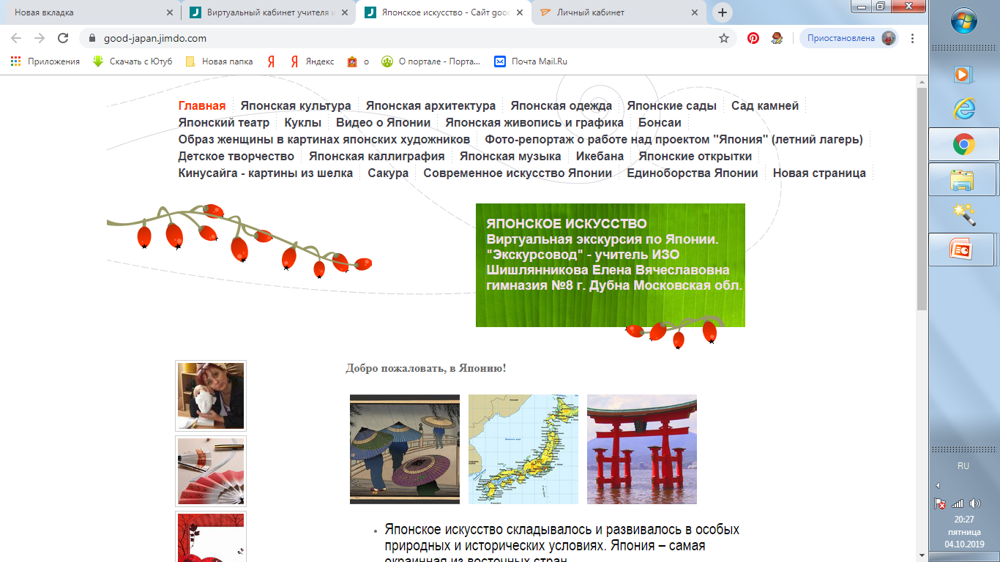 Новая вкладка
Виртуальный кабинет учителя и
Японское искусство - Сайт good
Личный кабинет
good-japan.jimdo.com
Приостановлена
Приложения
Скачать с Ютуб
Новая папка
Я
Я Яндекс
о
О портале - Порта...
Почта Mail.Ru
Главная Японская культура Японская архитектура Японская одежда Японские сады Сад камней
Японский театр Куклы Видео о Японии Японская живопись и графика Бонсаи
Образ женщины в картинах японских художников Фото-репортаж о работе над проектом "Япония" (летний лагерь)
Детское творчество Японская каллиграфия Японская музыка Икебана Японские открытки
Кинусайга - картины из шелка Сакура Современное искусство Японии Единоборства Японии Новая страница
ЯПОНСКОЕ ИСКУССТВО
Виртуальная экскурсия по Японии.
"Экскурсовод" - учитель ИЗО
Шишлянникова Елена Вячеславовна
гимназия №8 г. Дубна Московская обл.
Добро пожаловать, в Японию!
Японское искусство складывалось и развивалось в особых
природных и исторических условиях. Япония – самая
окраинная из восточных стран.
RU
20:27
пятница
04.10.2019